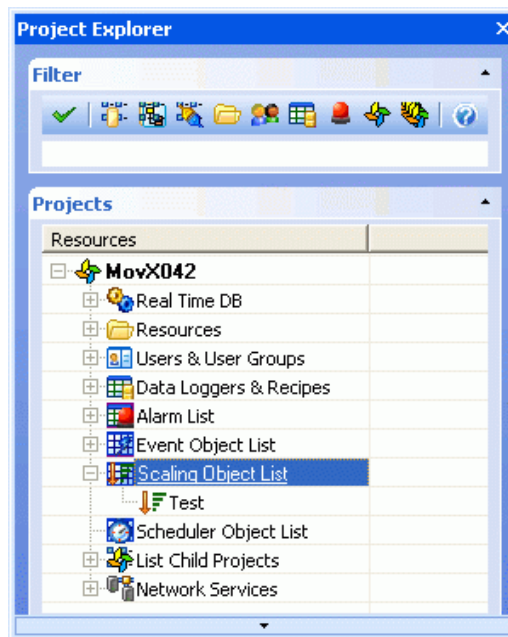 Project Explorer
Filter
Projects
Resources
MovX042
Real Time DB
Resources
Users & User Groups
Data Loggers & Recipes
Alarm List
Event Object List
Scaling Object List
Test
Scheduler Object List
List Child Projects
Network Services